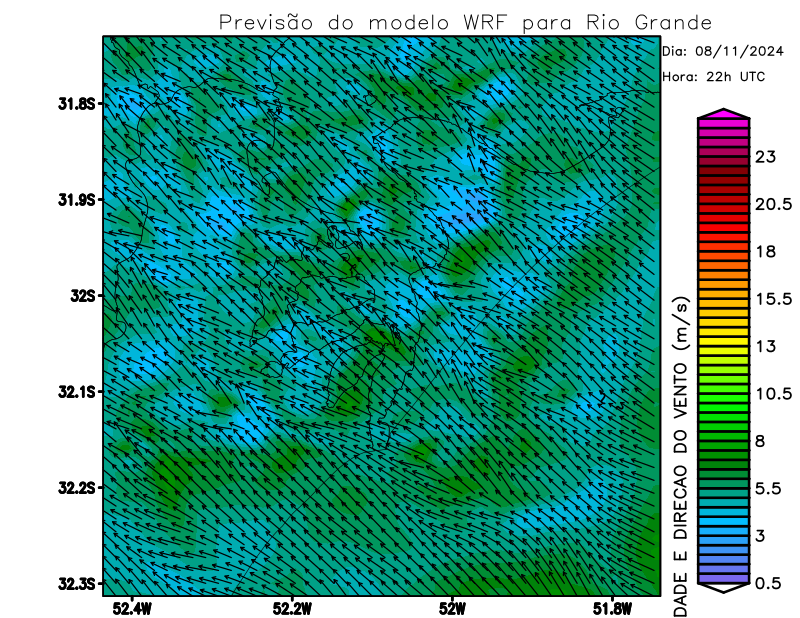 Previsão do modelo WRF para Rio Grande
Dia: 08/11/2024
Hora: 22h UTC
31.8S
31.9S
32S
32.1S
32.2S
32.3S
52.4W
52.2W
52W
51.8W
23
20.5
18
15.5
13
10.5
8
5.5
3
0.5
DADE E DIRECAO DO VENTO (m/s)